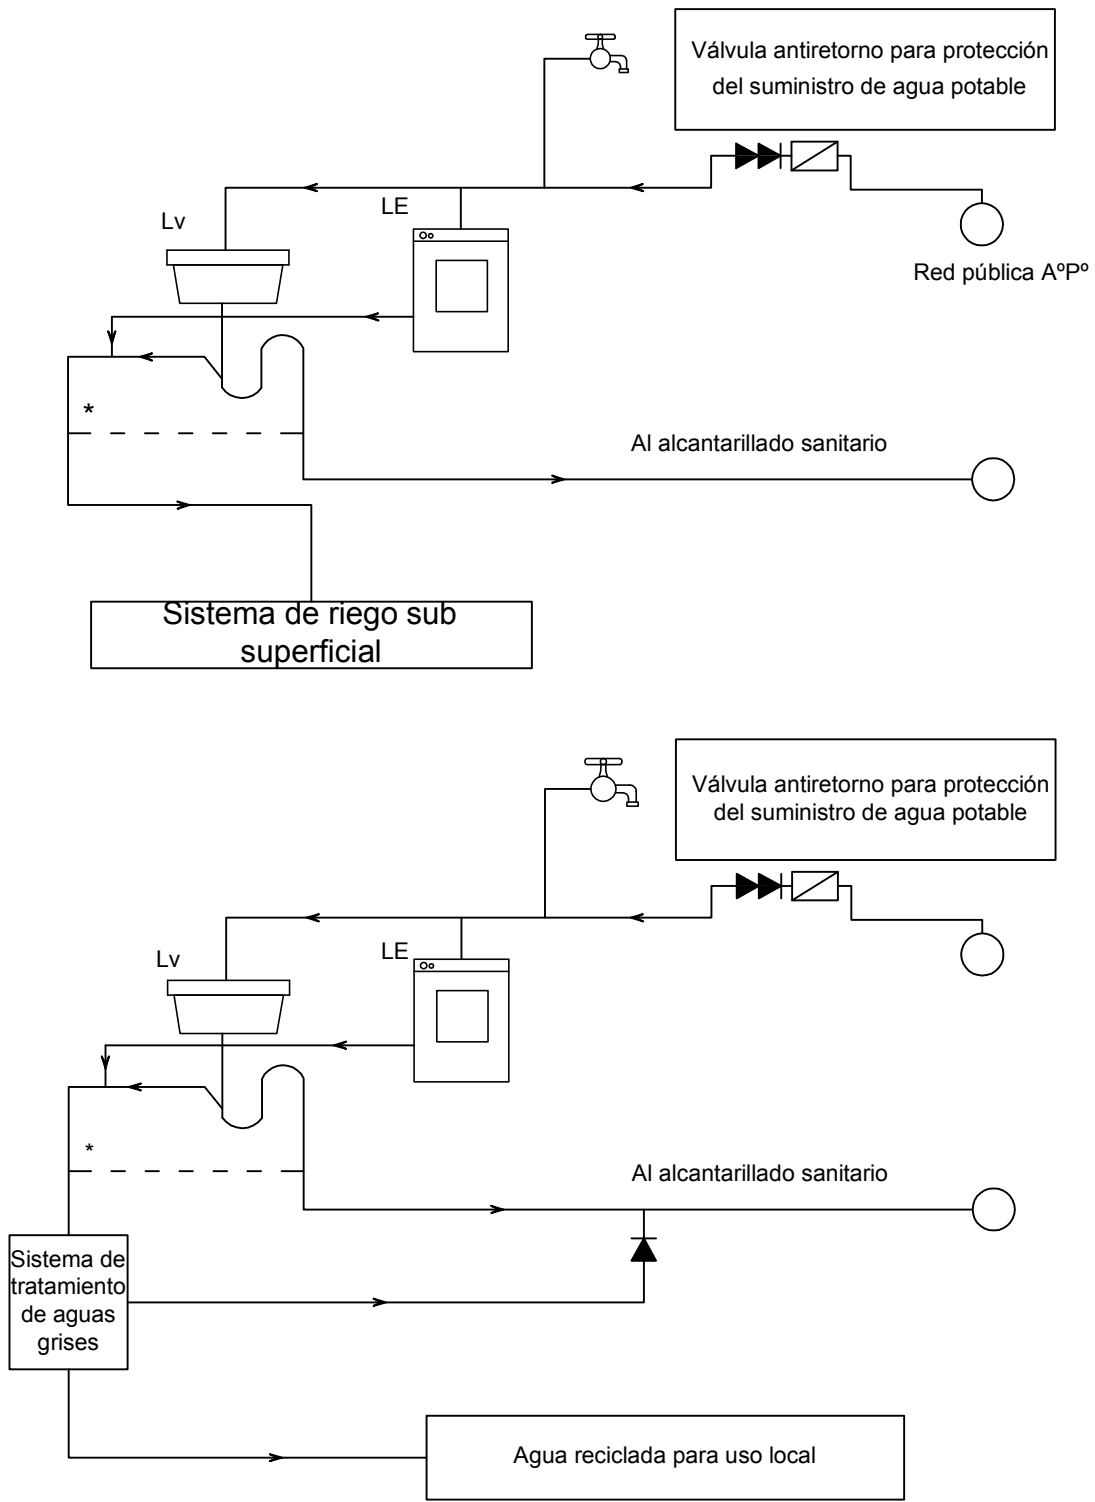 Válvula antiretorno para protección
del suministro de agua potable
LE
Lv
Red pública AºPº
*
Al alcantarillado sanitario
Sistema de riego sub
superficial
Válvula antiretorno para protección
del suministro de agua potable
LE
Lv
*
Al alcantarillado sanitario
Sistema de
tratamiento
de aguas
grises
Agua reciclada para uso local